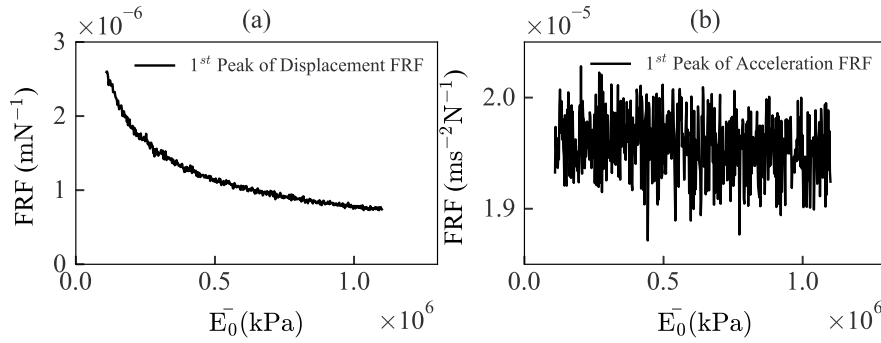 ×10⁻⁶
(a)
3
2
1
0
FRF (mN⁻¹)
1ˢᵗ Peak of Displacement FRF
0.0
0.5
1.0
E₀⁻(kPa)
×10⁶
×10⁻⁵
(b)
2.0
1.9
FRF (ms⁻²N⁻¹)
1ˢᵗ Peak of Acceleration FRF
0.0
0.5
1.0
E₀⁻(kPa)
×10⁶